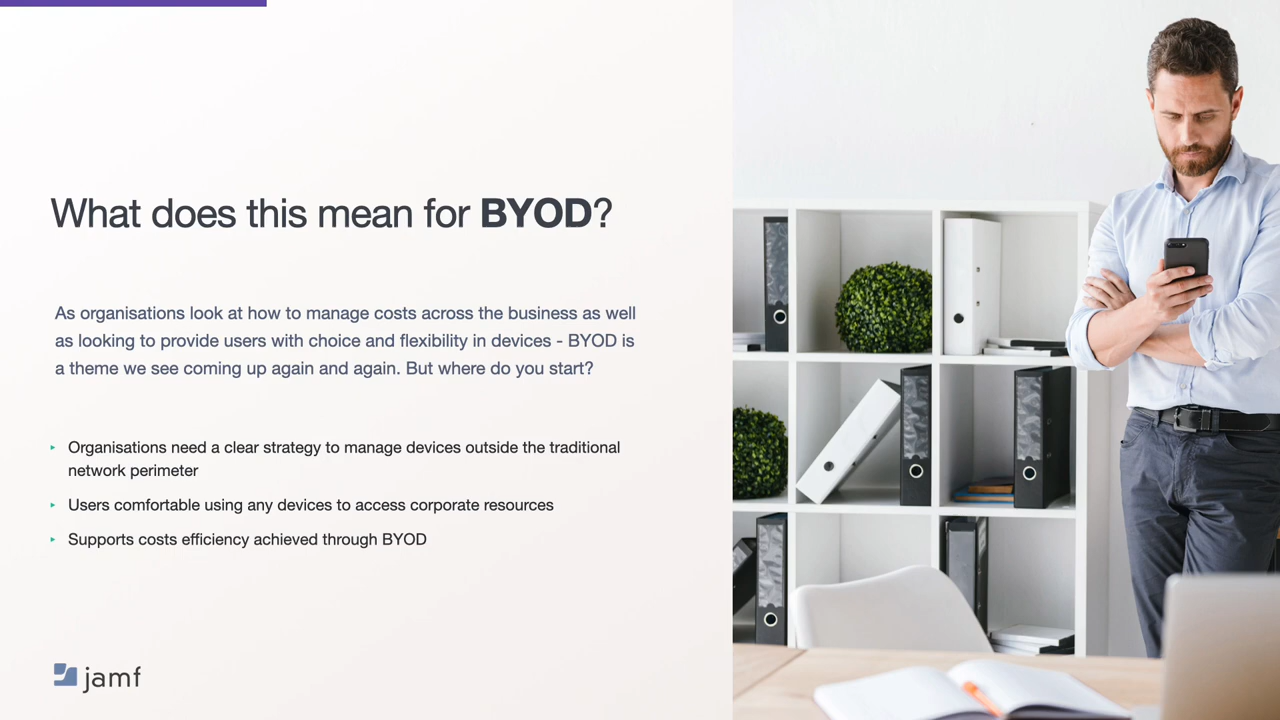 What does this mean for BYOD?
As organisations look at how to manage costs across the business as well
as looking to provide users with choice and flexibility in devices - BYOD is
a theme we see coming up again and again. But where do you start?
Organisations need a clear strategy to manage devices outside the traditional
network perimeter
Users comfortable using any devices to access corporate resources
Supports costs efficiency achieved through BYOD
jamf